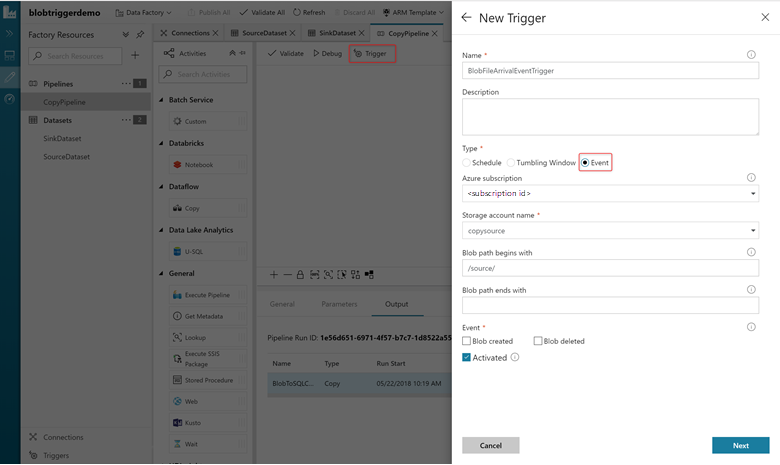 blobtriggerdemo
Data Factory
Publish All
Validate All
Refresh
Discard All
ARM Template
Factory Resources
Search Resources
Pipelines
1
CopyPipeline
Datasets
2
SinkDataset
SourceDataset
Connections
Triggers
Connections
SourceDataset
SinkDataset
CopyPipeline
Activities
Search Activities
Batch Service
Custom
Databricks
Notebook
Dataflow
Copy
Data Lake Analytics
U-SQL
General
Execute Pipeline
Get Metadata
Lookup
Execute SSIS
Package
Stored Procedure
Web
Kusto
Wait
Validate
Debug
Trigger
General
Parameters
Output
Pipeline Run ID: 1e56d651-6971-4f57-b7c7-1d8522a55
Name
Type
Run Start
BlobToSQLC...
Copy
05/22/2018 10:19 AM
New Trigger
Name *
BlobFileArrivalEventTrigger
Description
Type *
Schedule
Tumbling Window
Event
Azure subscription
<subscription id>
Storage account name *
copysource
Blob path begins with
/source/
Blob path ends with
Event *
Blob created
Blob deleted
Activated
Cancel
Next